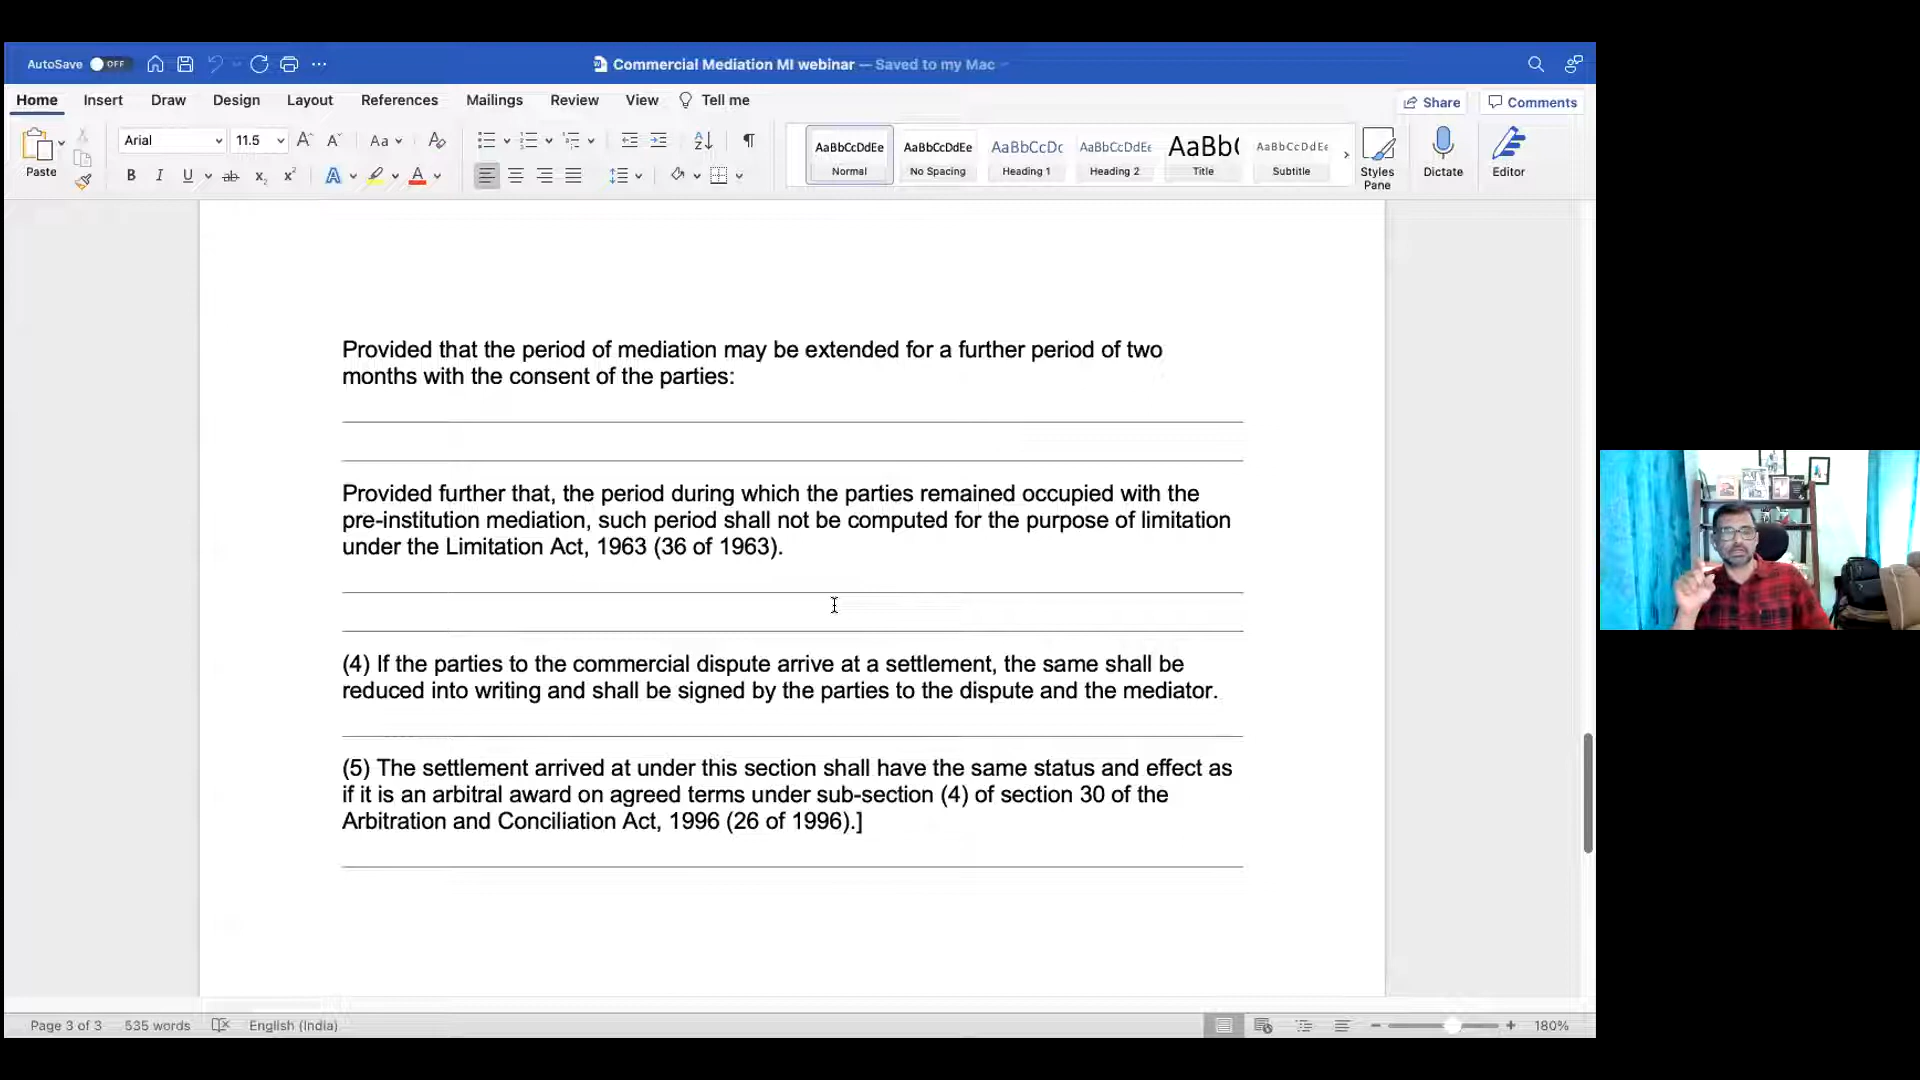 AutoSave OFF
Commercial Mediation MI webinar — Saved to my Mac
Home Insert Draw Design Layout References Mailings Review View Tell me
Share Comments
Paste
Arial 11.5
AaBbCcDdEe AaBbCcDdEe AaBbCcDc AaBbCcDdEe AaBb( AaBbCcDdEe
Normal No Spacing Heading 1 Heading 2 Title Subtitle
Styles Pane
Dictate
Editor
Provided that the period of mediation may be extended for a further period of two
months with the consent of the parties:
Provided further that, the period during which the parties remained occupied with the
pre-institution mediation, such period shall not be computed for the purpose of limitation
under the Limitation Act, 1963 (36 of 1963).
(4) If the parties to the commercial dispute arrive at a settlement, the same shall be
reduced into writing and shall be signed by the parties to the dispute and the mediator.
(5) The settlement arrived at under this section shall have the same status and effect as
if it is an arbitral award on agreed terms under sub-section (4) of section 30 of the
Arbitration and Conciliation Act, 1996 (26 of 1996).]
Page 3 of 3 535 words English (India) 180%